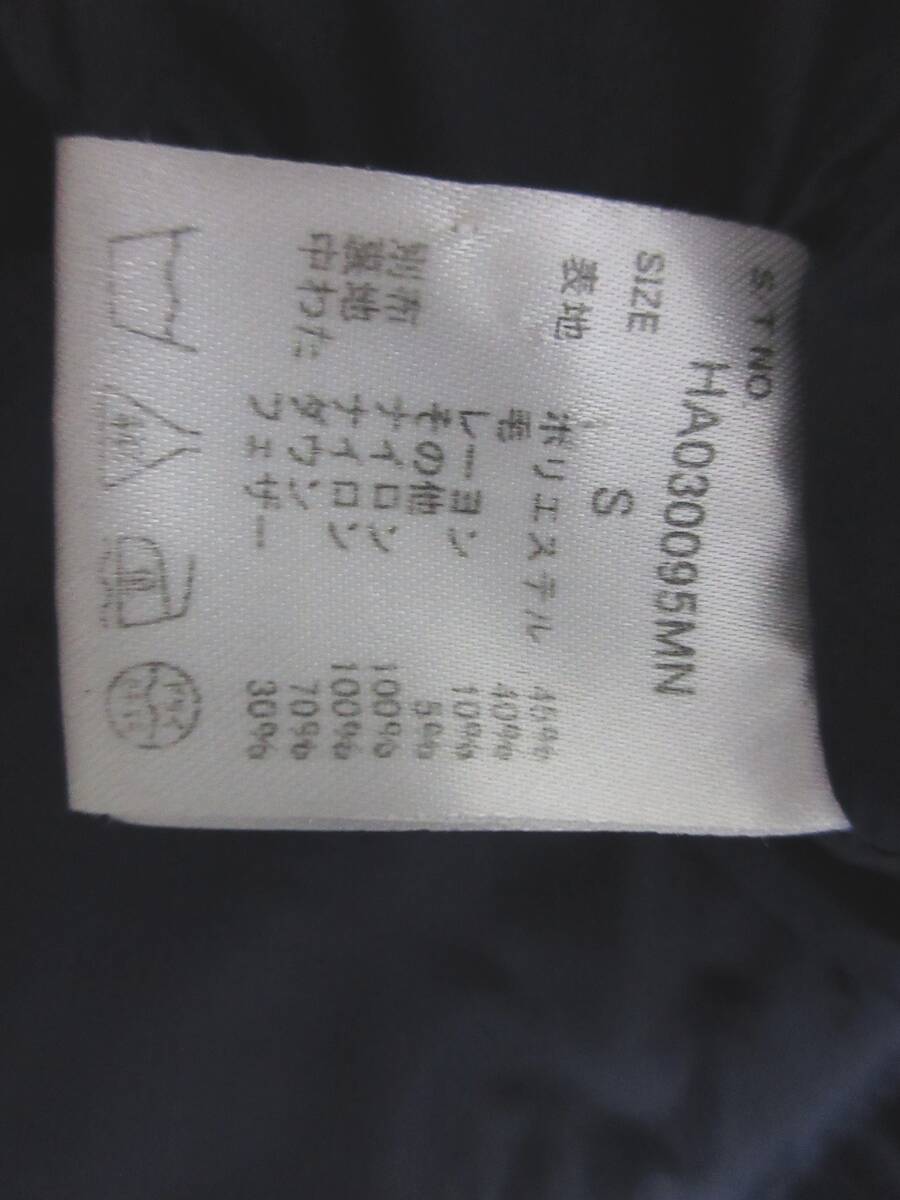 S・T NO
HA030095MN
SIZE S
表地 ポリエステル 45%
毛 40%
レーヨン 10%
その他 5%
別布 ナイロン 100%
裏地 ナイロン 100%
中わた ダウン 70%
フェザー 30%